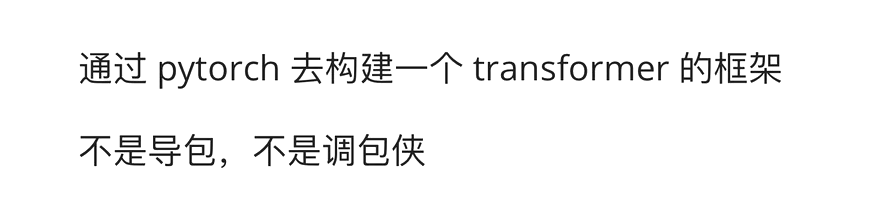 通过 pytorch 去构建一个 transformer 的框架
不是导包，不是调包侠